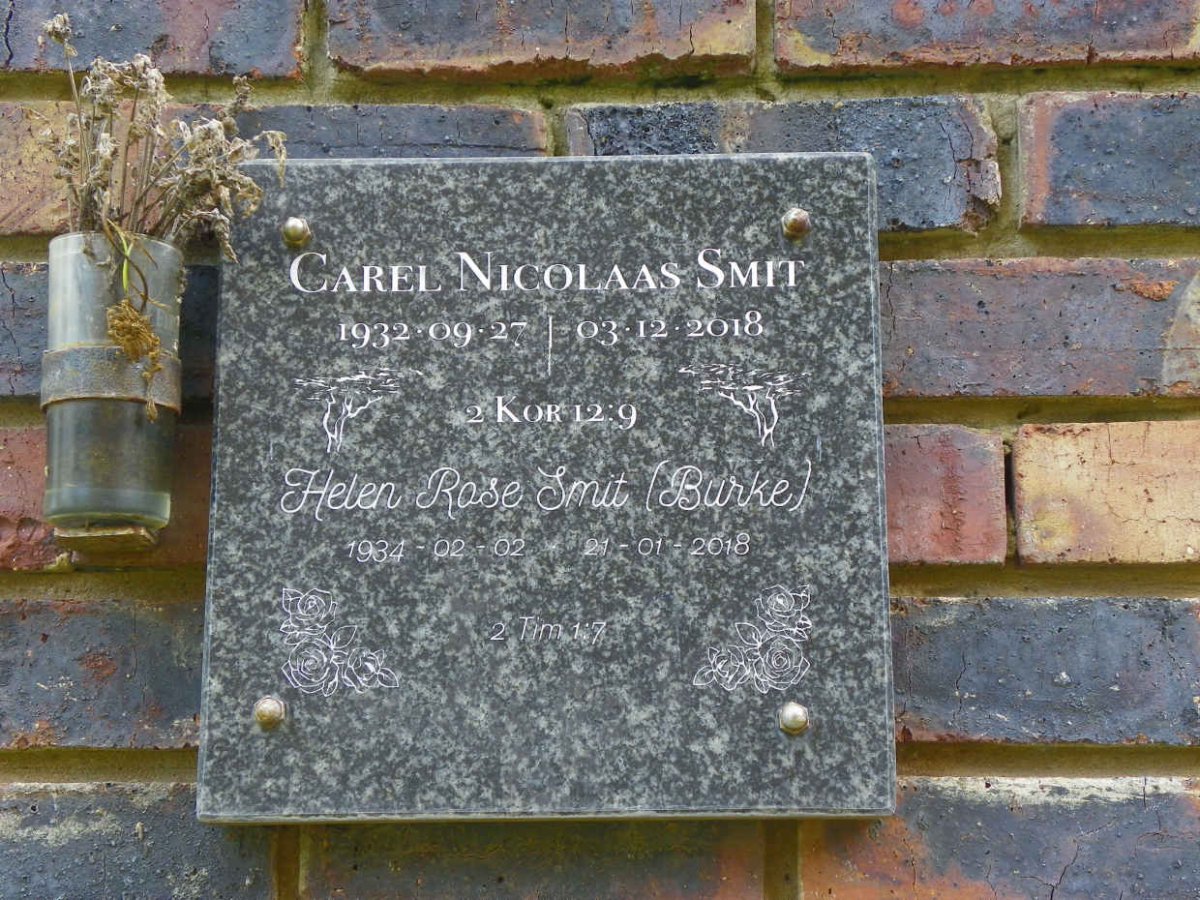 Carel Nicolaas Smit
1932·09·27 | 03·12·2018
2 Kor 12:9
Helen Rose Smit (Burke)
1934 - 02 - 02 - 21 - 01 - 2018
2 Tim 1:7